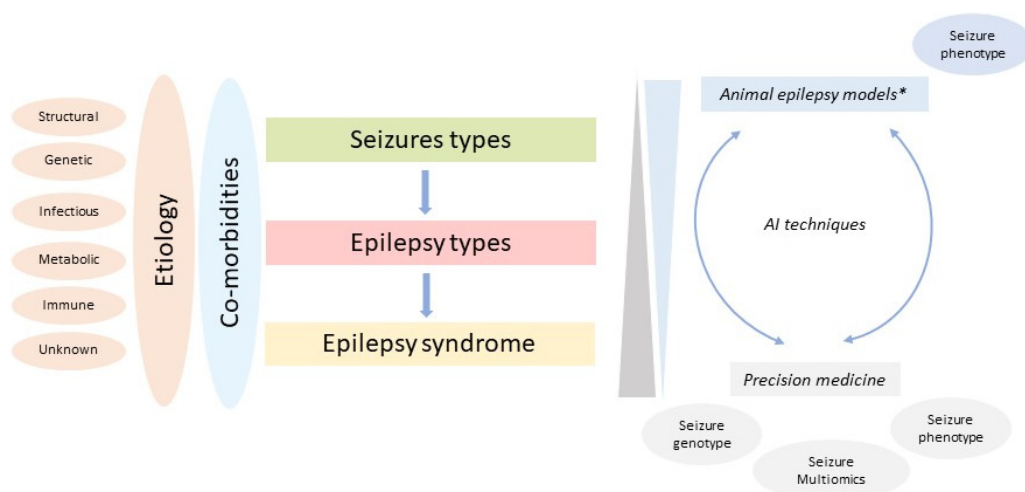 Structural
Genetic
Infectious
Metabolic
Immune
Unknown
Etiology
Co-morbidities
Seizures types
Epilepsy types
Epilepsy syndrome
Seizure
phenotype
Animal epilepsy models*
AI techniques
Precision medicine
Seizure
genotype
Seizure
Multiomics
Seizure
phenotype